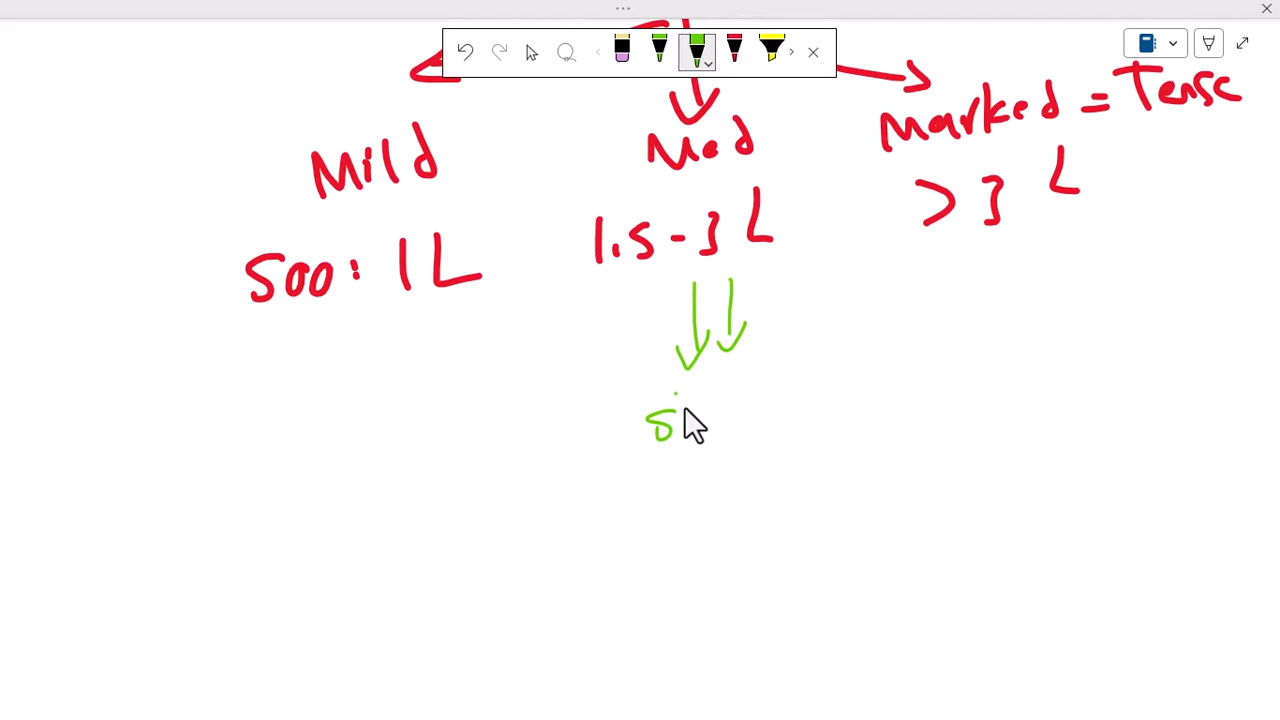 Mild
Mod
Marked = Tense
500: 1 L
1.5 - 3 L
> 3 L